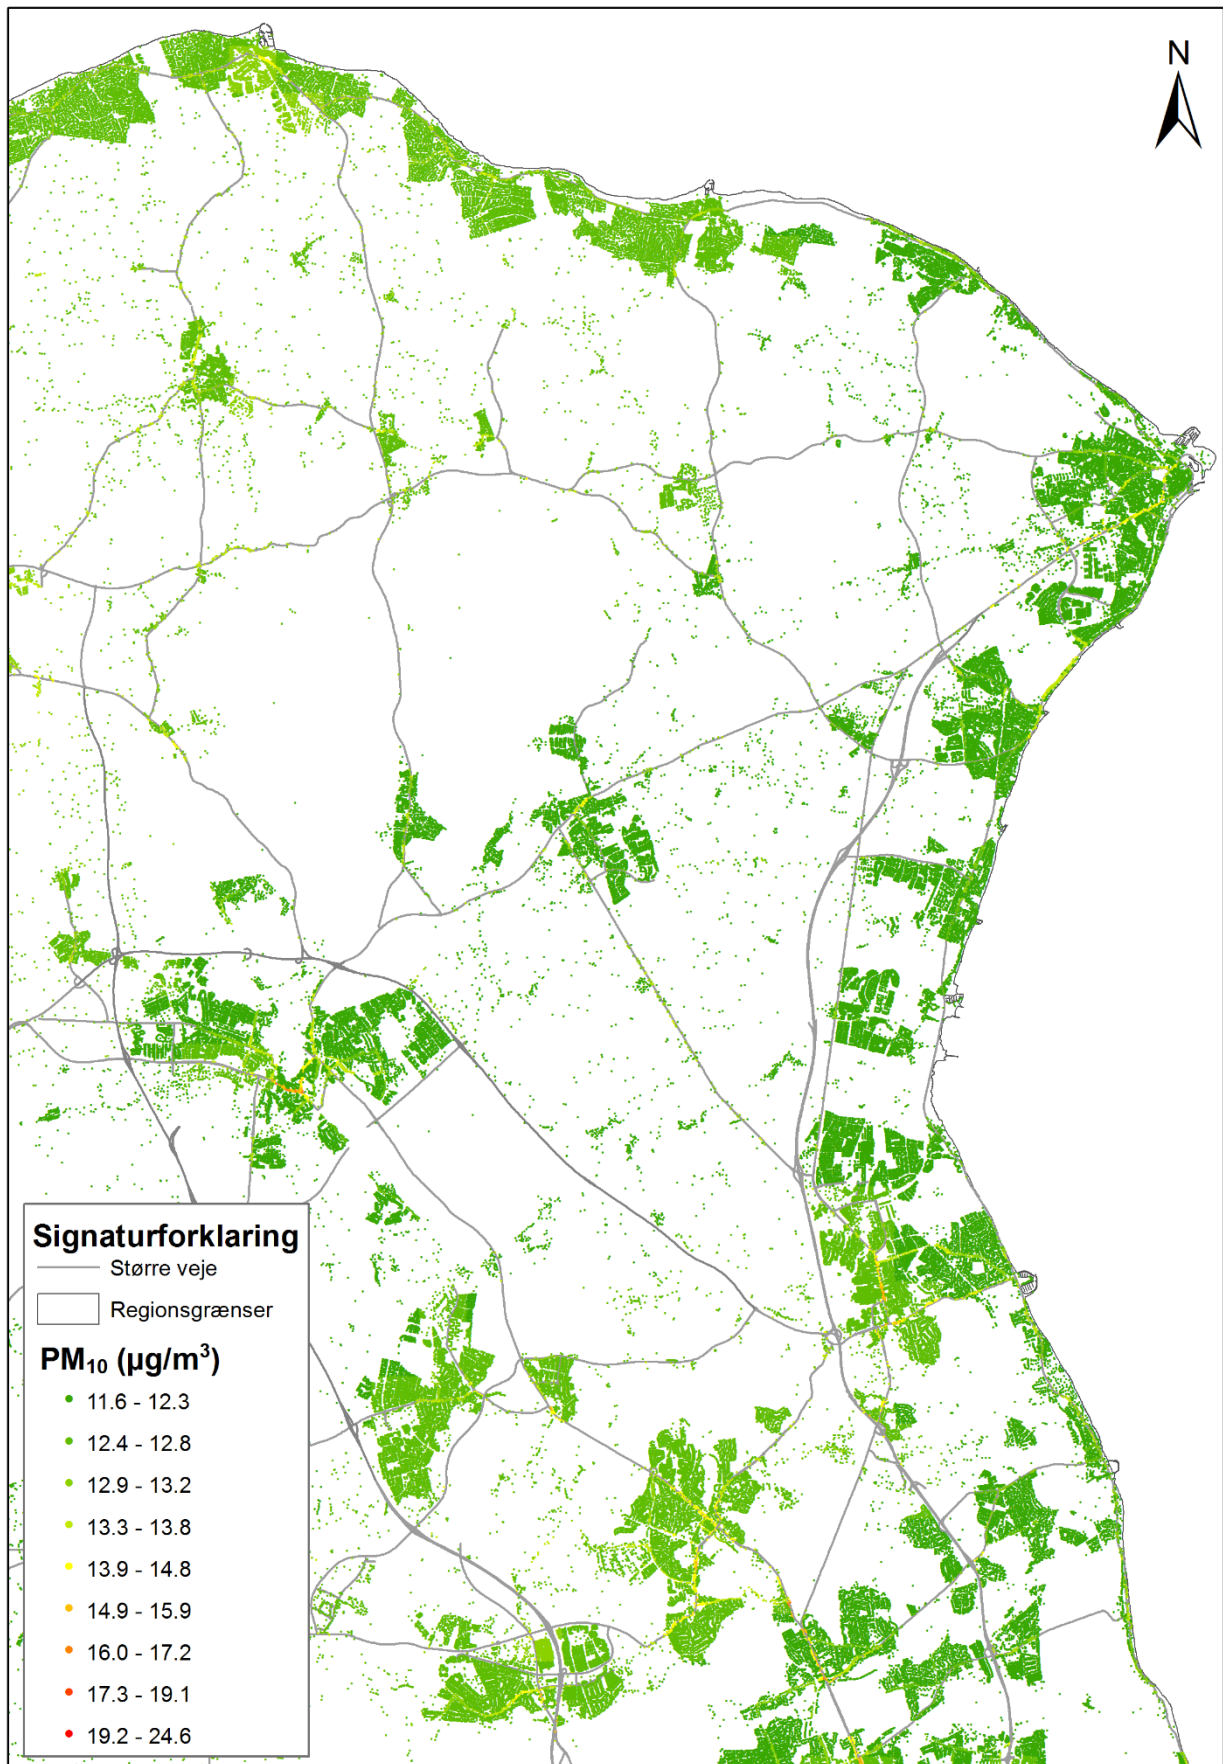 N
Signaturforklaring
Større veje
Regionsgrænser
PM₁₀ (µg/m³)
11.6 - 12.3
12.4 - 12.8
12.9 - 13.2
13.3 - 13.8
13.9 - 14.8
14.9 - 15.9
16.0 - 17.2
17.3 - 19.1
19.2 - 24.6